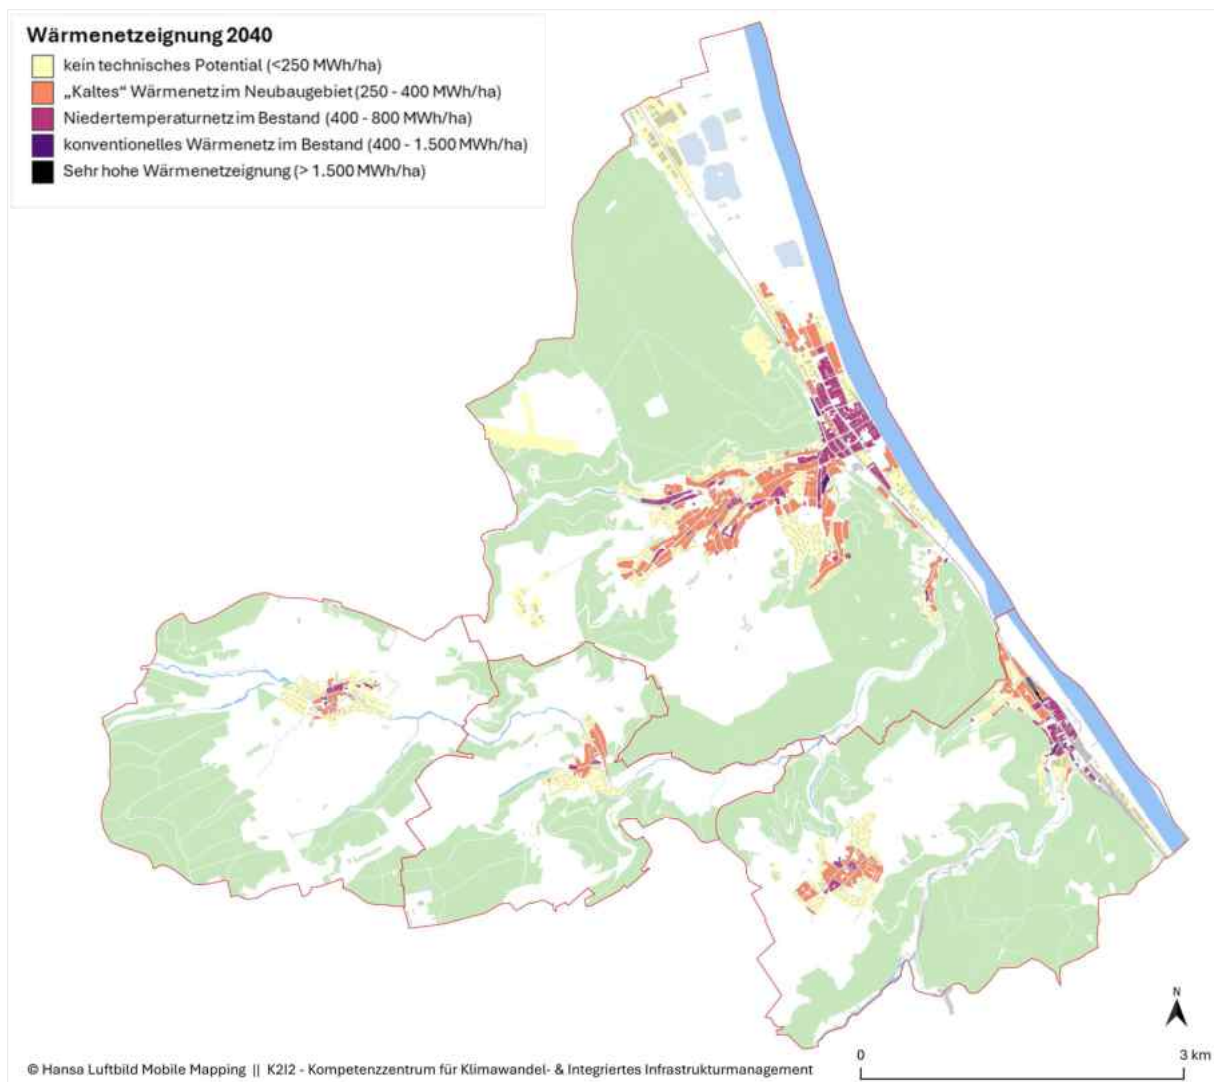 Wärmenetzeignung 2040
kein technisches Potential (<250 MWh/ha)
„Kaltes“ Wärmenetz im Neubaugebiet (250 - 400 MWh/ha)
Niedertemperaturnetz im Bestand (400 - 800 MWh/ha)
konventionelles Wärmenetz im Bestand (400 - 1.500 MWh/ha)
Sehr hohe Wärmenetzeignung (> 1.500 MWh/ha)
N
0 3 km
© Hansa Luftbild Mobile Mapping || K2I2 - Kompetenzzentrum für Klimawandel- & Integriertes Infrastrukturmanagement